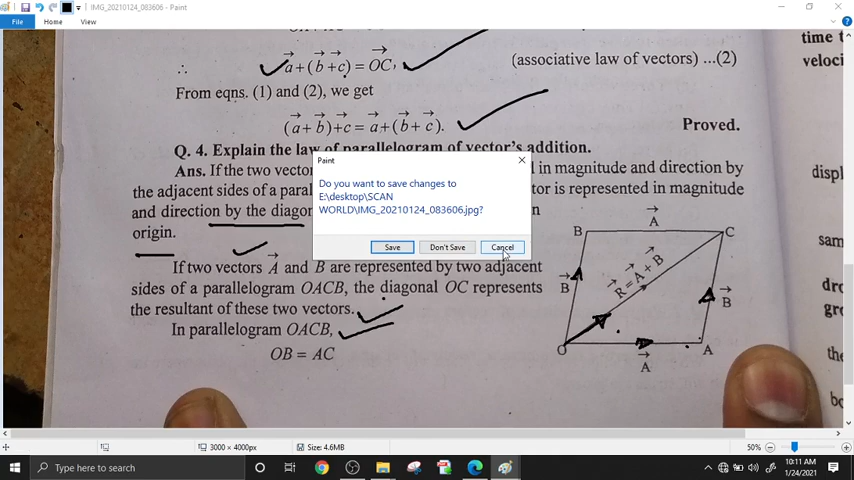 IMG_20210124_083606 - Paint
File Home View
∴ a⃗+(b⃗+c⃗) = OC⃗,
(associative law of vectors) ...(2)
From eqns. (1) and (2), we get
(a⃗+b⃗)+c⃗ = a⃗+(b⃗+c⃗).
Proved.
Q. 4. Explain the law of parallelogram of vector's addition.
Ans. If the two vect
in magnitude and direction by
the adjacent sides of a para
tor is represented in magnitude
and direction by the diagon
origin.
If two vectors A⃗ and B⃗ are represented by two adjacent
sides of a parallelogram OACB, the diagonal OC represents
the resultant of these two vectors.
In parallelogram OACB,
OB = AC
B
A⃗
C
B⃗
R⃗ = A⃗ + B⃗
B⃗
O
A⃗
A
time t
veloci
displ
sam
dro
gro
the
Paint
Do you want to save changes to
E:\desktop\SCAN
WORLD\IMG_20210124_083606.jpg?
Save Don't Save Cancel
3000 × 4000px
Size: 4.6MB
50%
Type here to search
10:11 AM
1/24/2021